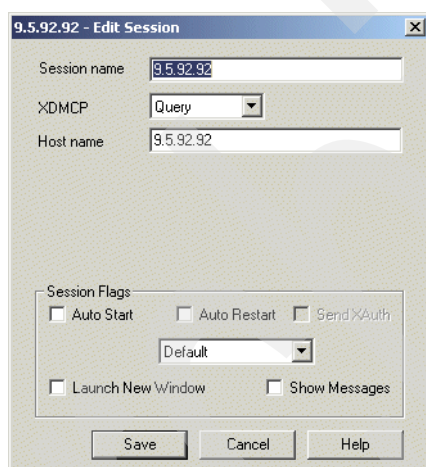 9.5.92.92 - Edit Session
Session name 9.5.92.92
XDMCP Query
Host name 9.5.92.92
Session Flags
Auto Start Auto Restart Send XAuth
Default
Launch New Window Show Messages
Save Cancel Help